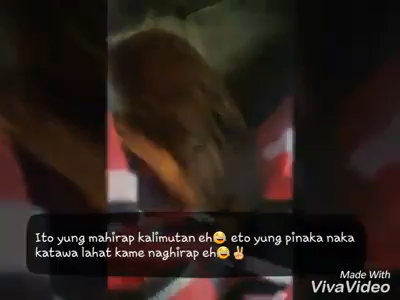 Ito yung mahirap kalimutan eh😅 eto yung pinaka naka
katawa lahat kame naghirap eh😅✌
Made With
VivaVideo